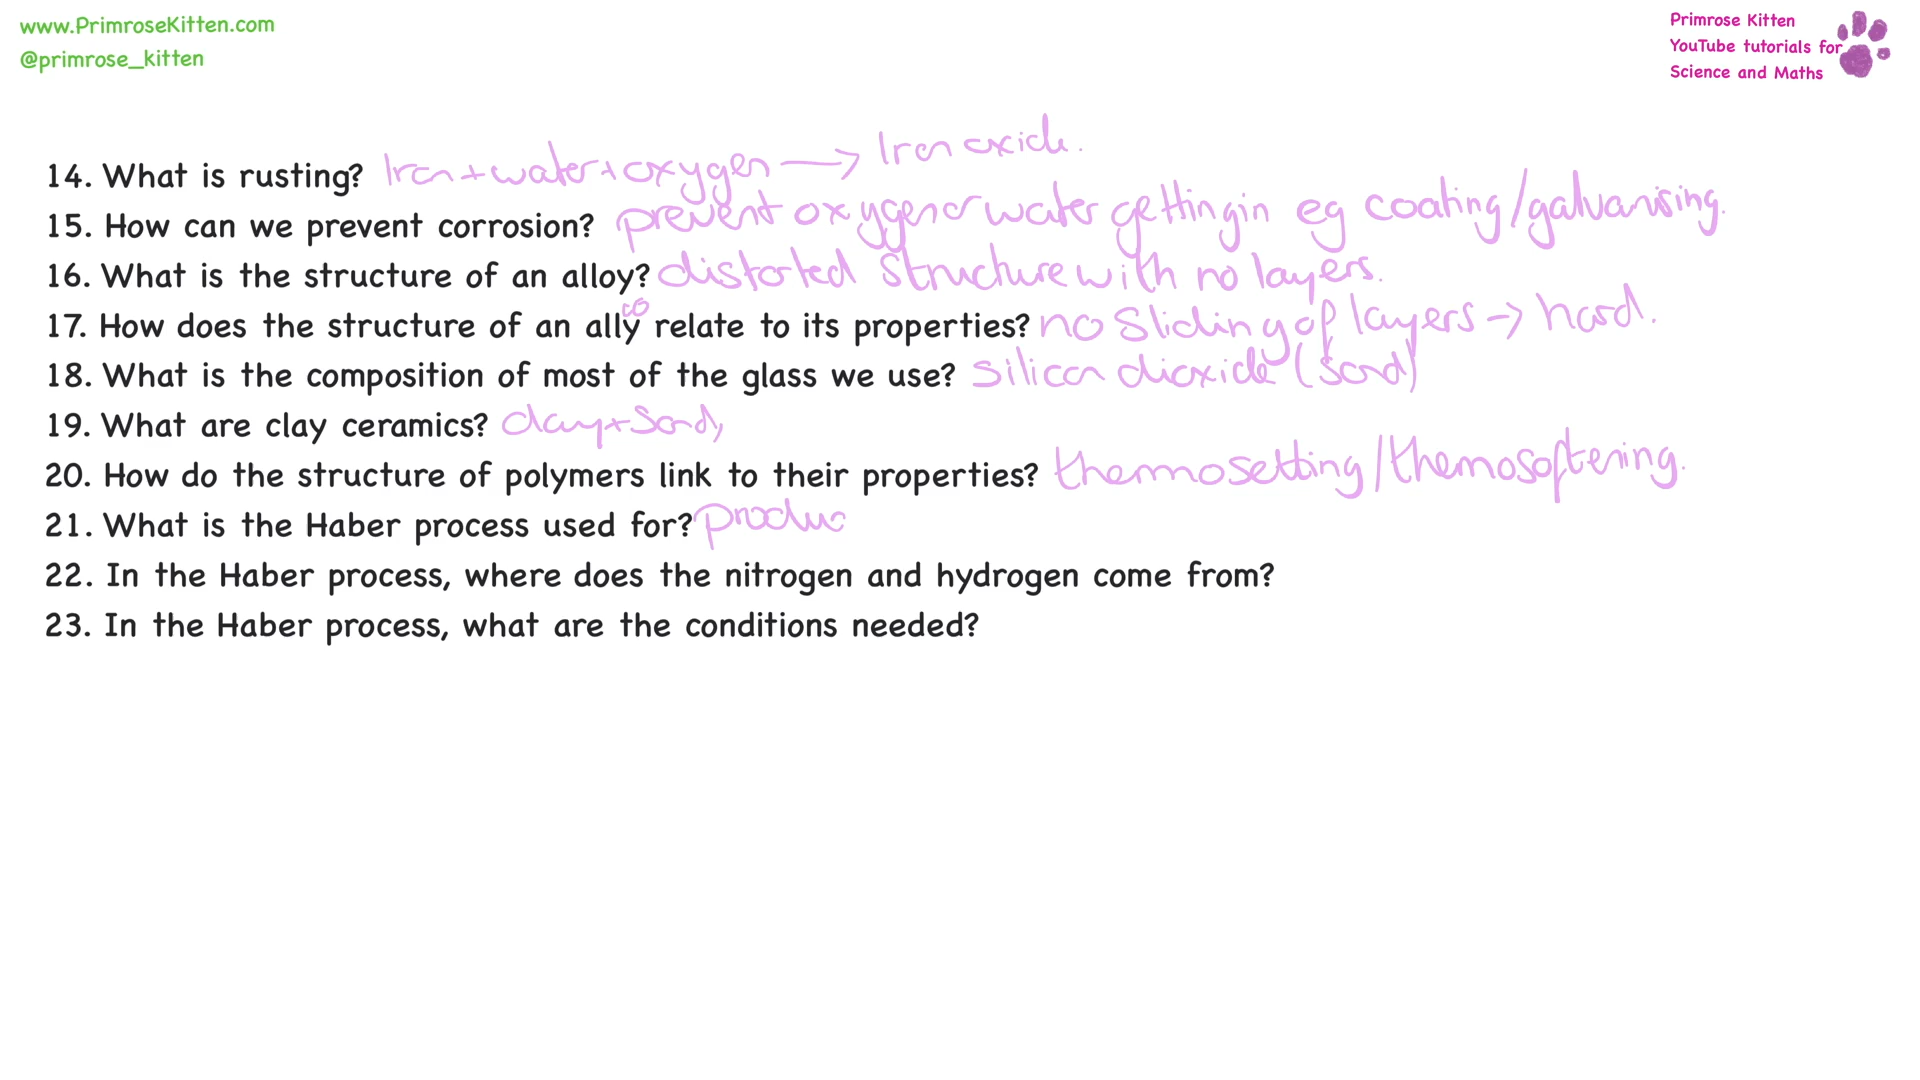 www.PrimroseKitten.com
@primrose_kitten
Primrose Kitten
YouTube tutorials for
Science and Maths
14. What is rusting? Iron + water + oxygen → Iron oxide.
15. How can we prevent corrosion? prevent oxygen or water getting in eg coating/galvanising.
16. What is the structure of an alloy? distorted structure with no layers.
17. How does the structure of an ally relate to its properties? no sliding of layers → hard.
18. What is the composition of most of the glass we use? silicon dioxide (sand)
19. What are clay ceramics? clay + sand,
20. How do the structure of polymers link to their properties? thermosetting/themosoftening.
21. What is the Haber process used for? produc
22. In the Haber process, where does the nitrogen and hydrogen come from?
23. In the Haber process, what are the conditions needed?